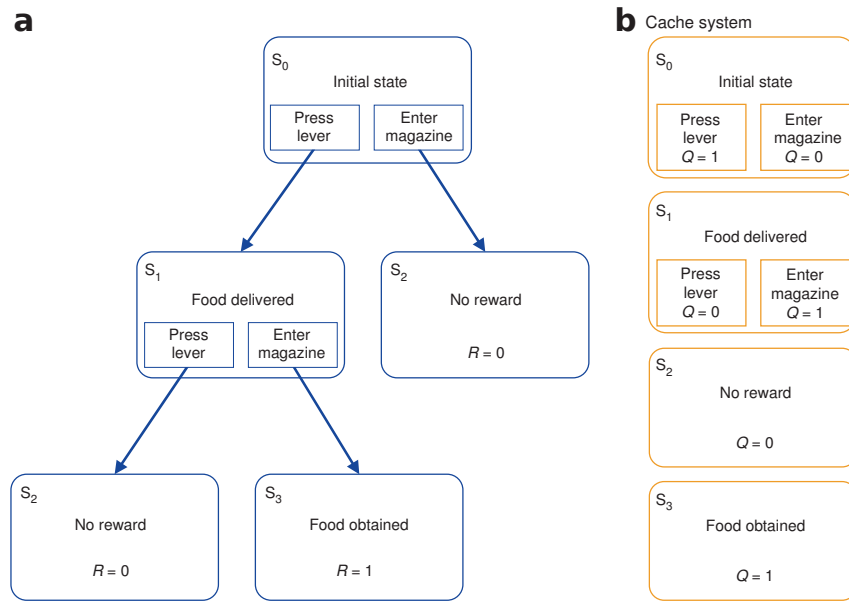 a
S0
Initial state
Press
lever
Enter
magazine
S1
Food delivered
Press
lever
Enter
magazine
S2
No reward
R = 0
S2
No reward
R = 0
S3
Food obtained
R = 1
b Cache system
S0
Initial state
Press
lever
Q = 1
Enter
magazine
Q = 0
S1
Food delivered
Press
lever
Q = 0
Enter
magazine
Q = 1
S2
No reward
Q = 0
S3
Food obtained
Q = 1